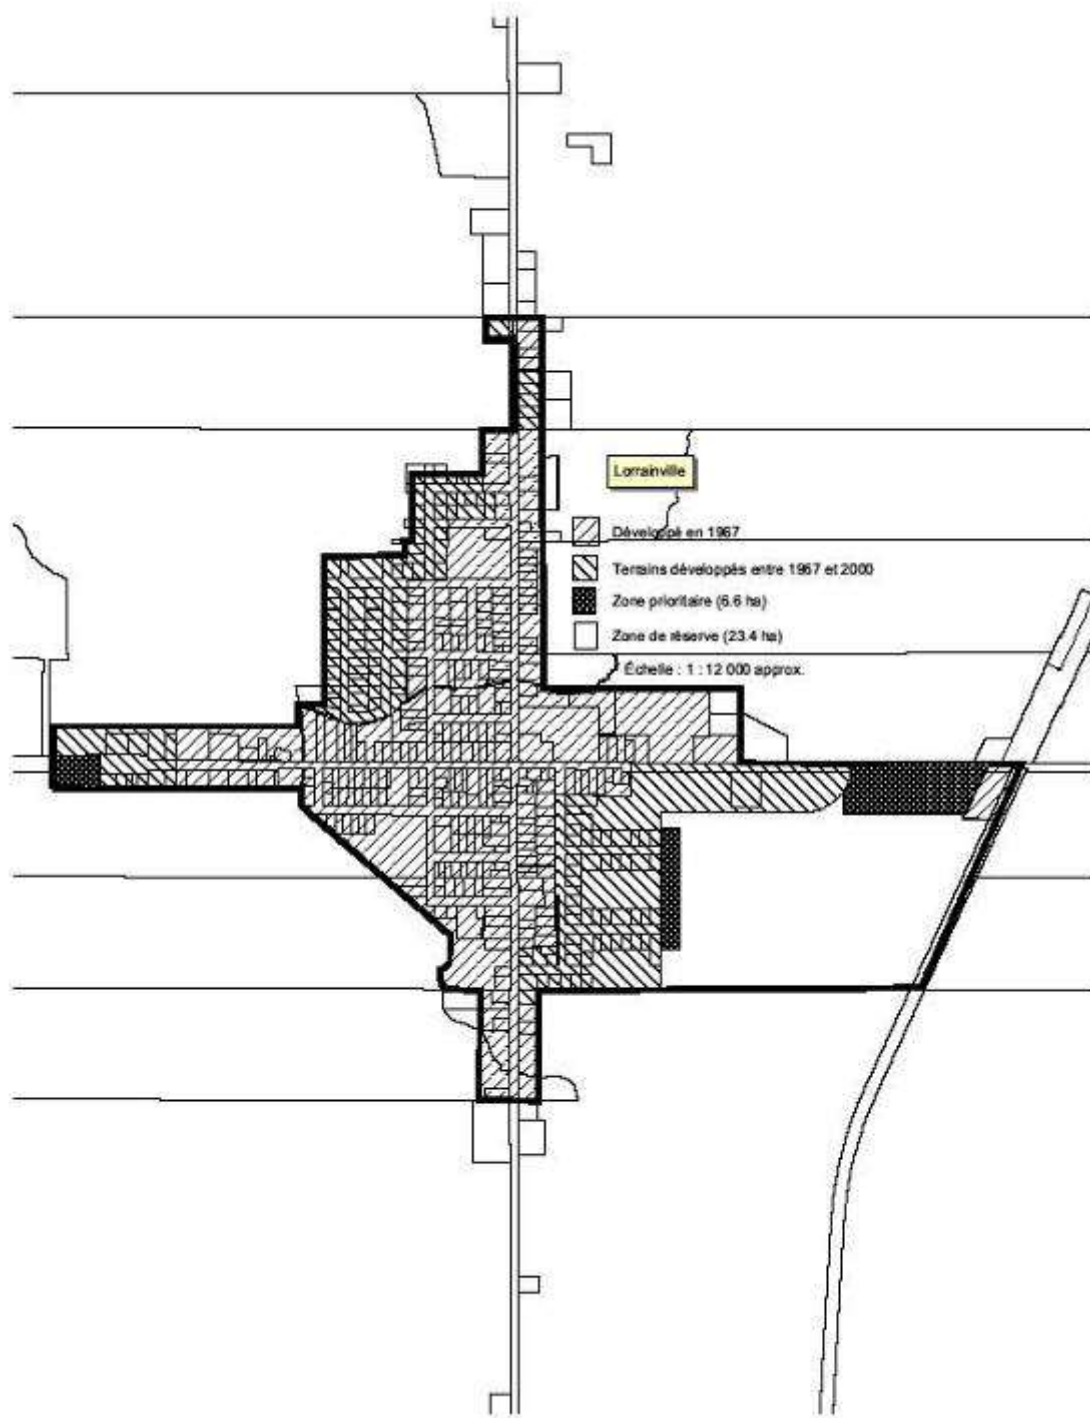 Lorrainville
Développé en 1967
Terrains développés entre 1967 et 2000
Zone prioritaire (6.6 ha)
Zone de réserve (23.4 ha)
Échelle : 1 : 12 000 approx.